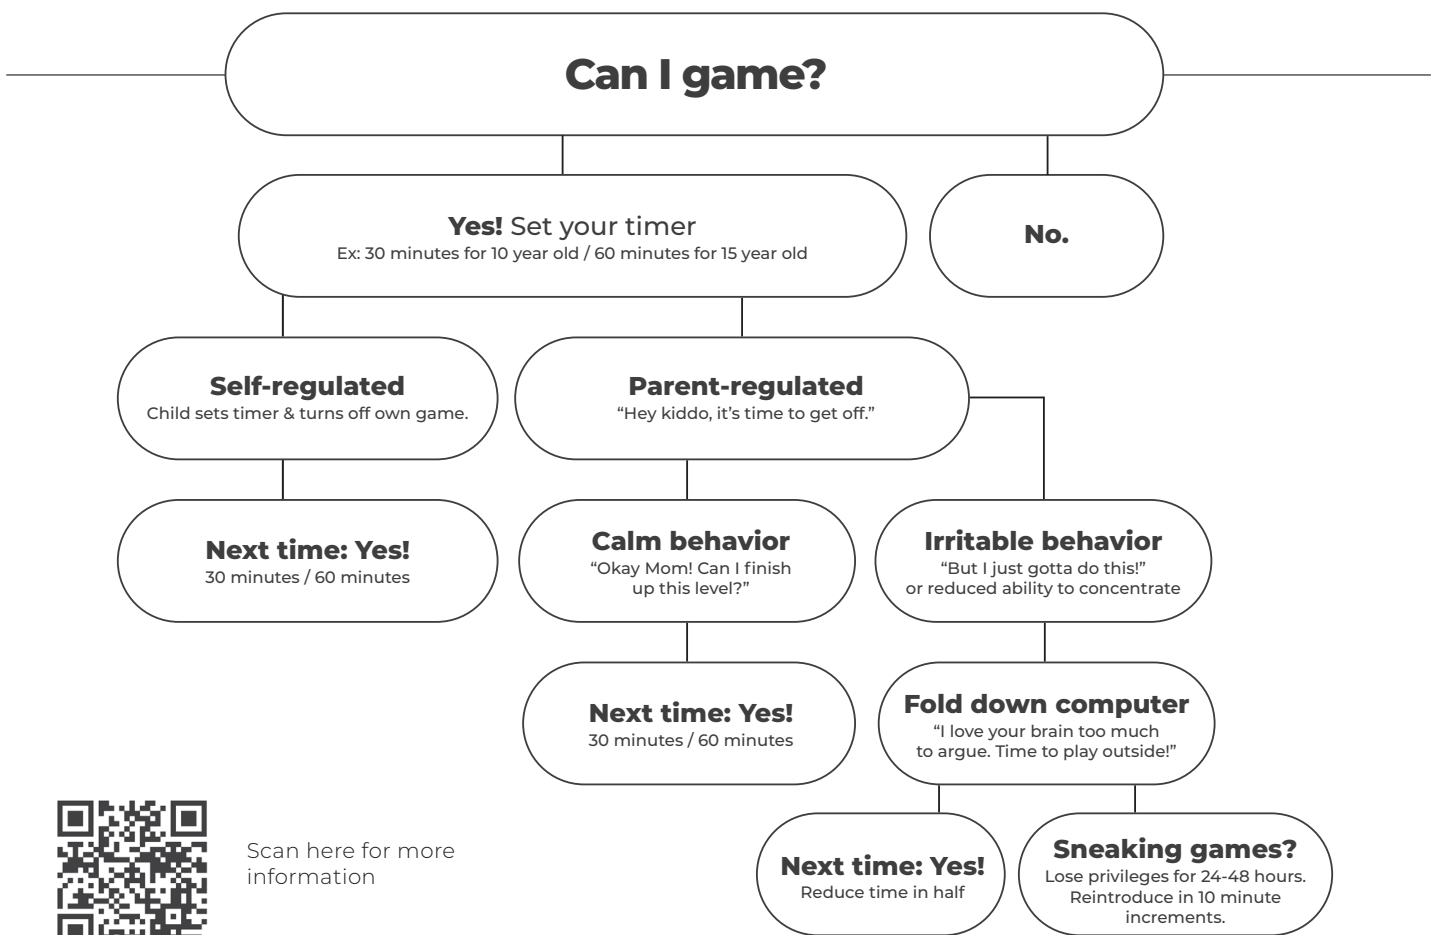 Can I game?
Yes! Set your timer
Ex: 30 minutes for 10 year old / 60 minutes for 15 year old
No.
Self-regulated
Child sets timer & turns off own game.
Parent-regulated
“Hey kiddo, it’s time to get off.”
Next time: Yes!
30 minutes / 60 minutes
Calm behavior
“Okay Mom! Can I finish
up this level?”
Irritable behavior
“But I just gotta do this!”
or reduced ability to concentrate
Next time: Yes!
30 minutes / 60 minutes
Fold down computer
“I love your brain too much
to argue. Time to play outside!”
Scan here for more
information
Next time: Yes!
Reduce time in half
Sneaking games?
Lose privileges for 24-48 hours.
Reintroduce in 10 minute
increments.